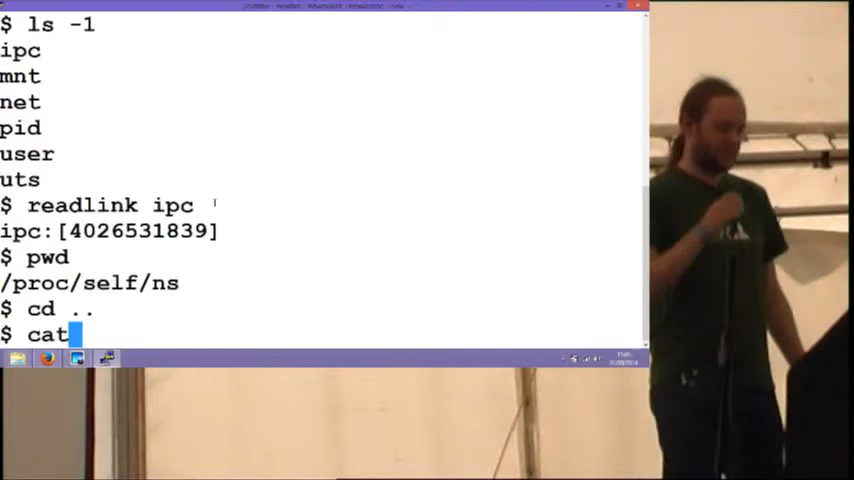 $ ls -1
ipc
mnt
net
pid
user
uts
$ readlink ipc
ipc:[4026531839]
$ pwd
/proc/self/ns
$ cd ..
$ cat